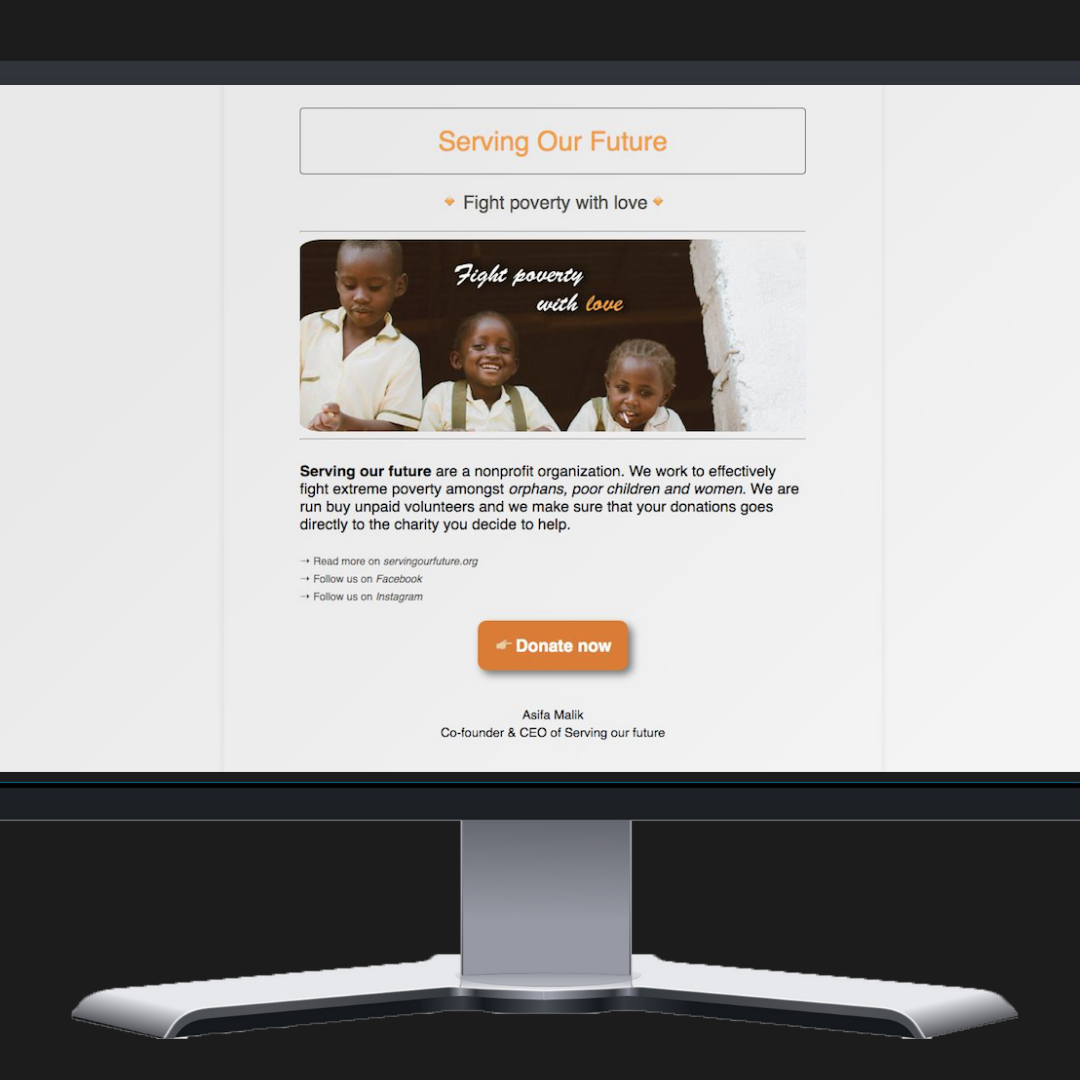 Serving Our Future
🔸 Fight poverty with love 🔸
Fight poverty
with love
Serving our future are a nonprofit organization. We work to effectively
fight extreme poverty amongst orphans, poor children and women. We are
run buy unpaid volunteers and we make sure that your donations goes
directly to the charity you decide to help.
➝ Read more on servingourfuture.org
➝ Follow us on Facebook
➝ Follow us on Instagram
👉 Donate now
Asifa Malik
Co-founder & CEO of Serving our future